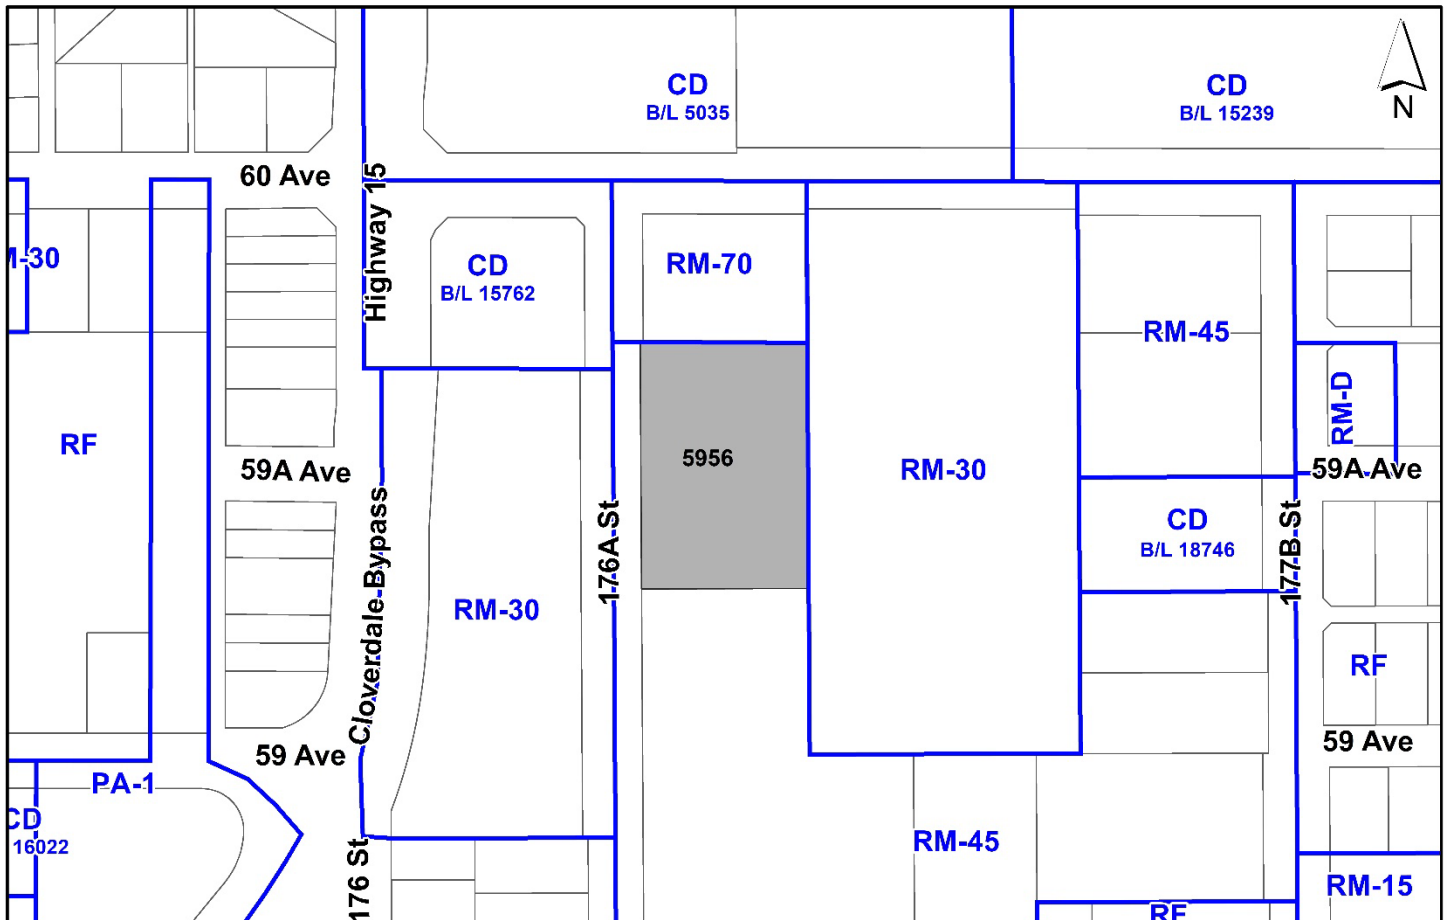 CD
B/L 5035
CD
B/L 15239
N
60 Ave
Highway 15
M-30
CD
B/L 15762
RM-70
RM-45
RM-D
RF
59A Ave
5956
RM-30
59A Ave
Cloverdale Bypass
176A St
CD
B/L 18746
177B St
RM-30
RF
59 Ave
59 Ave
PA-1
CD
16022
176 St
RM-45
RM-15
RF